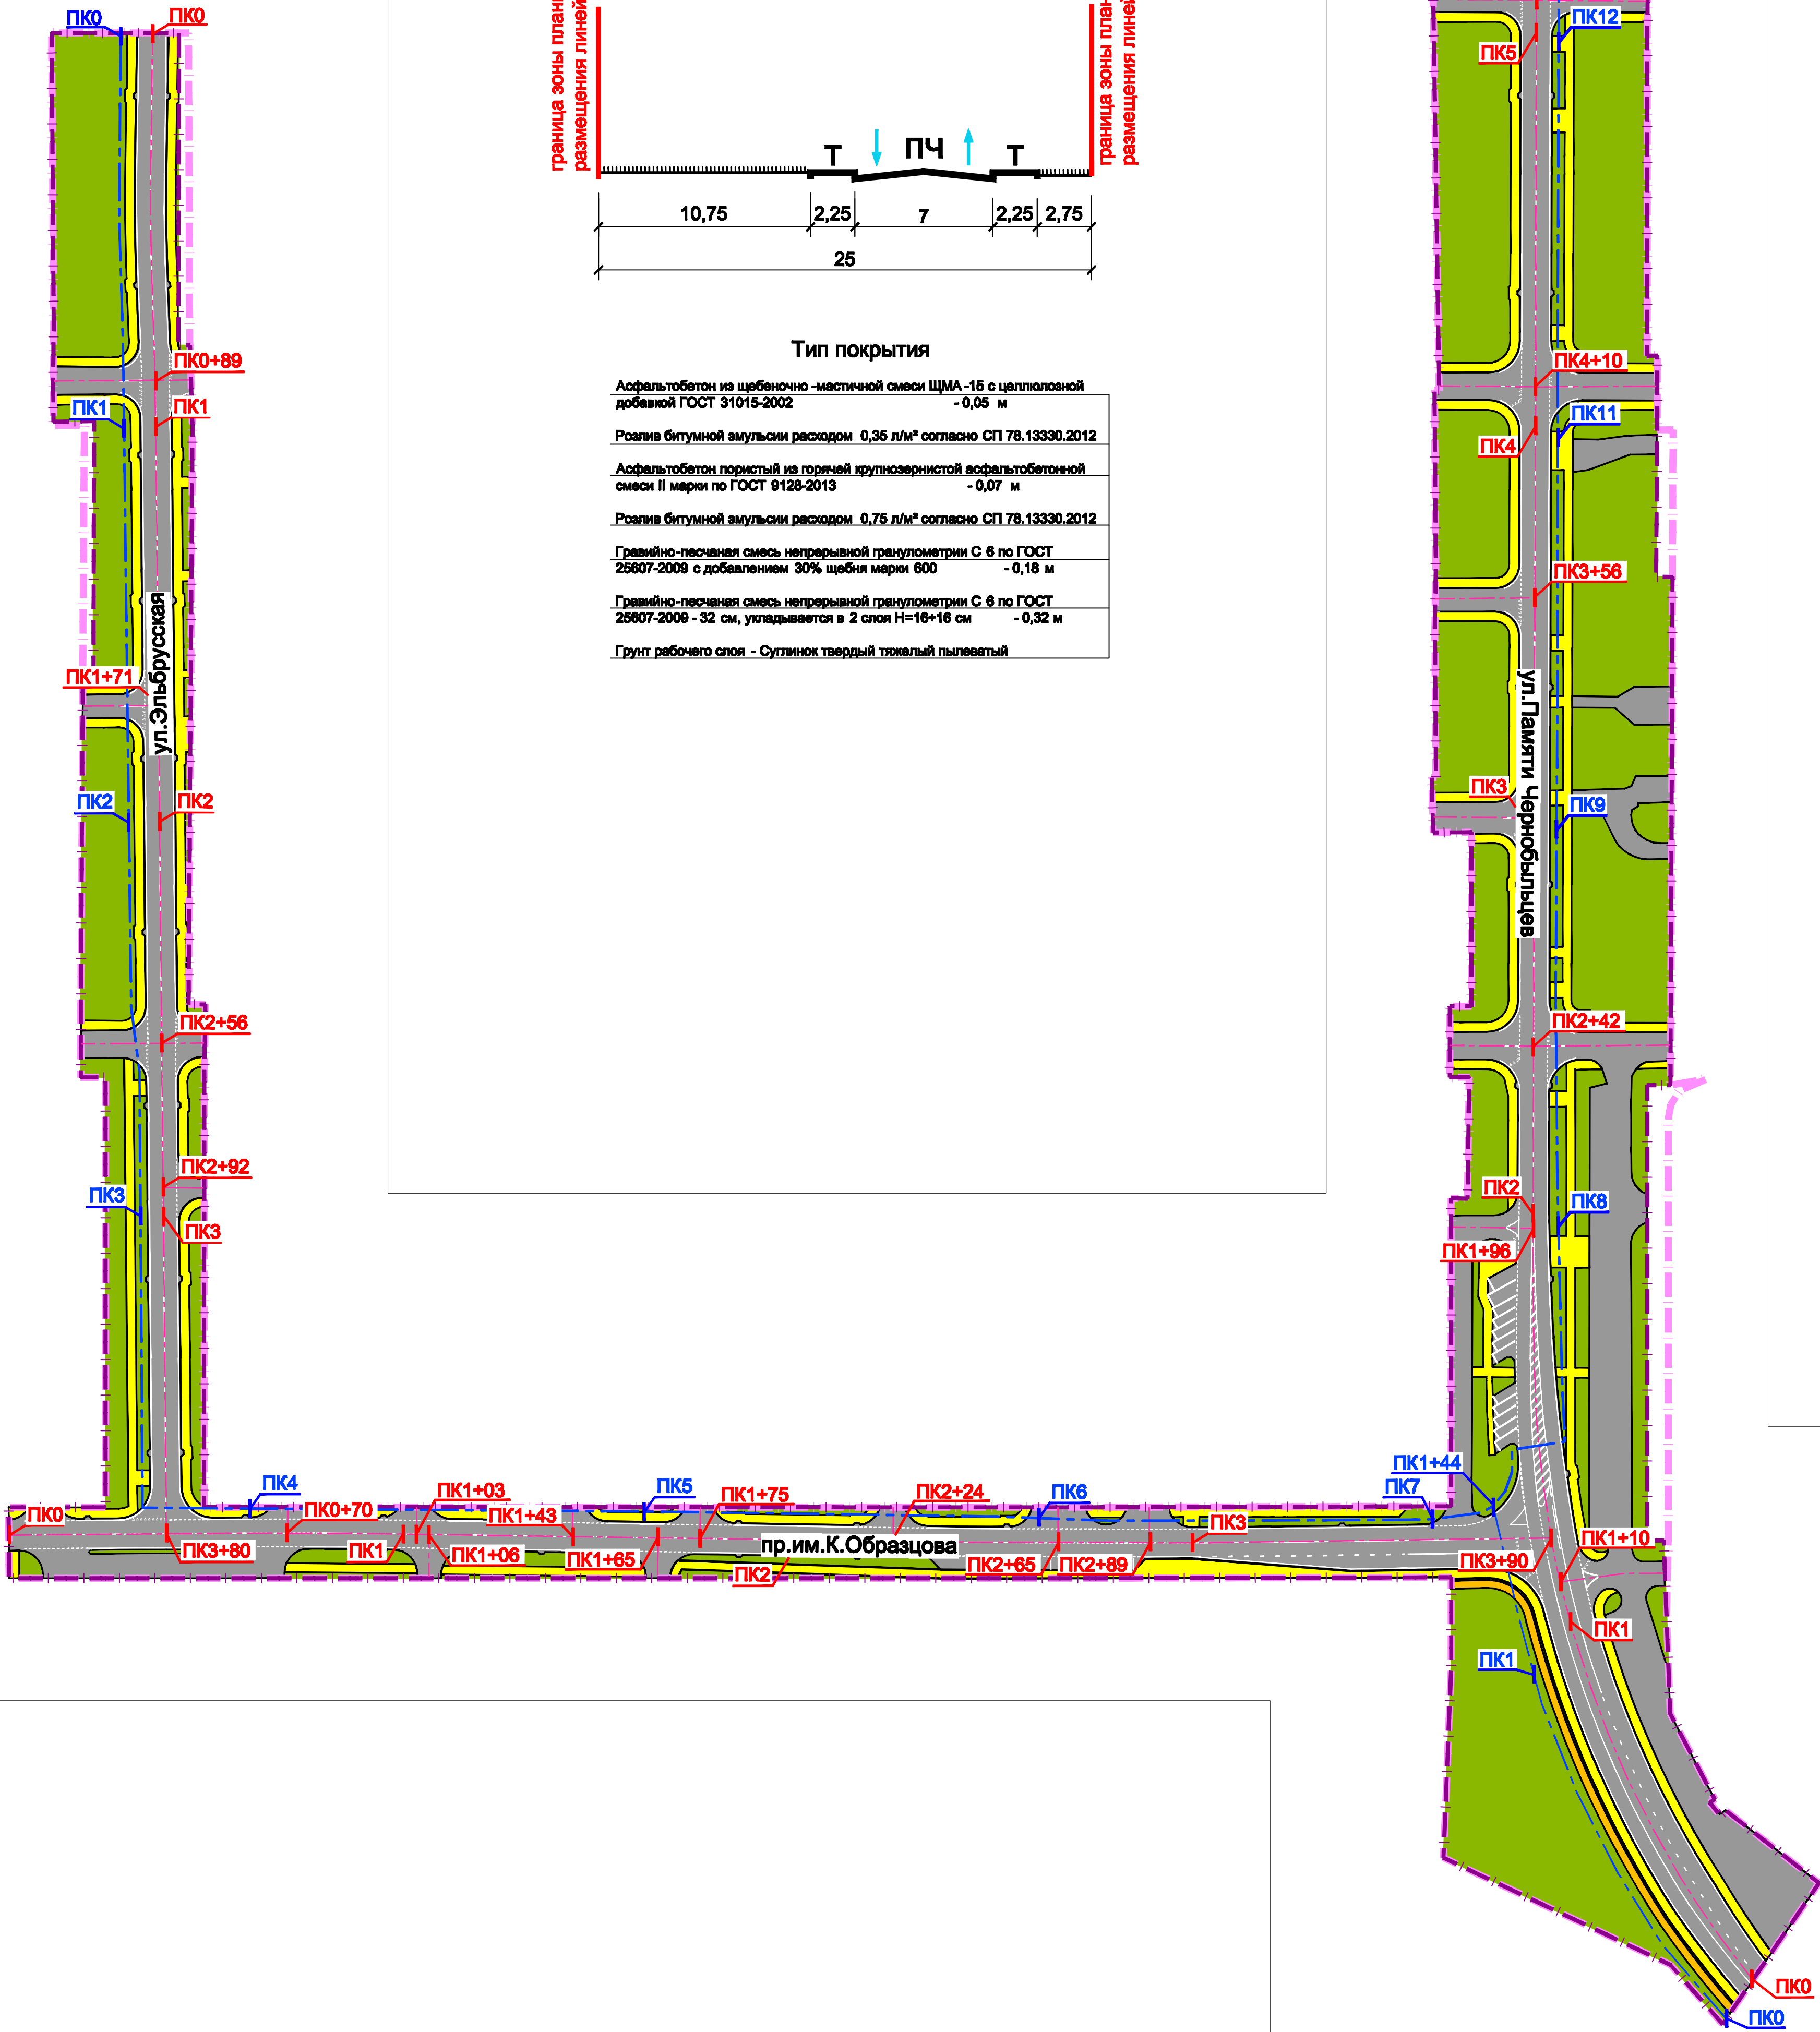 ПК0
ПК0
граница зоны план
размещения линей
граница зоны план
размещения линей
Т
ПЧ
Т
10,75
2,25
7
2,25
2,75
25
Тип покрытия
Асфальтобетон из щебеночно -мастичной смеси ЩМА -15 с целлюлозной
добавкой ГОСТ 31015-2002 - 0,05 м
Розлив битумной эмульсии расходом 0,35 л/м² согласно СП 78.13330.2012
Асфальтобетон пористый из горячей крупнозернистой асфальтобетонной
смеси II марки по ГОСТ 9128-2013 - 0,07 м
Розлив битумной эмульсии расходом 0,75 л/м² согласно СП 78.13330.2012
Гравийно-песчаная смесь непрерывной гранулометрии С 6 по ГОСТ
25607-2009 с добавлением 30% щебня марки 600 - 0,18 м
Гравийно-песчаная смесь непрерывной гранулометрии С 6 по ГОСТ
25607-2009 - 32 см, укладывается в 2 слоя Н=16+16 см - 0,32 м
Грунт рабочего слоя - Суглинок твердый тяжелый пылеватый
ПК0+89
ПК1
ПК1
ул.Эльбрусская
ПК1+71
ПК2
ПК2
ПК2+56
ПК2+92
ПК3
ПК3
ПК12
ПК5
ПК4+10
ПК11
ПК4
ПК3+56
ул.Памяти Чернобыльцев
ПК3
ПК9
ПК2+42
ПК2
ПК8
ПК1+96
ПК1+44
ПК7
ПК0
ПК3+80
ПК4
ПК0+70
ПК1
ПК1+03
ПК1+06
ПК1+43
ПК1+65
ПК5
ПК1+75
ПК2
пр.им.К.Образцова
ПК2+24
ПК2+65
ПК6
ПК2+89
ПК3
ПК3+90
ПК1+10
ПК1
ПК1
ПК0
ПК0